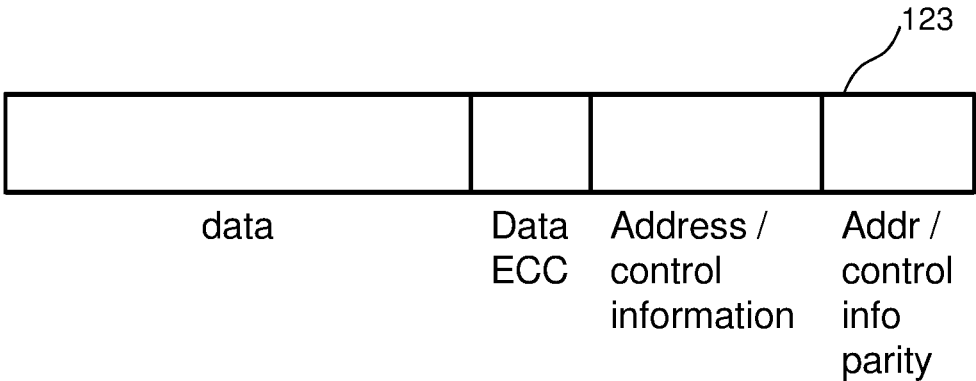 123
data
Data
ECC
Address /
control
information
Addr /
control
info
parity